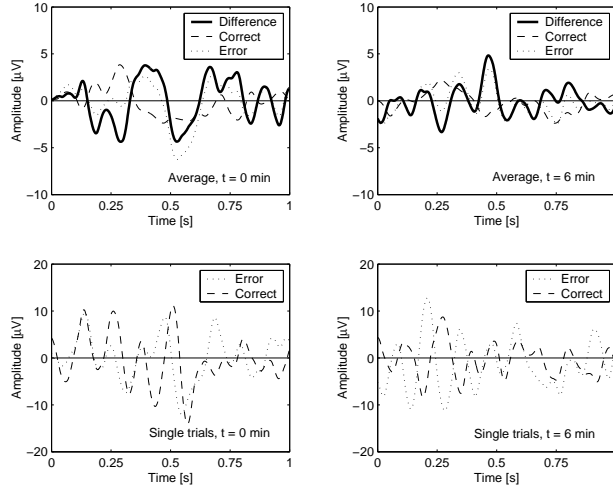 10
5
0
−5
−10
Amplitude [µV]
Difference
Correct
Error
Average, t = 0 min
0 0.25 0.5 0.75 1
Time [s]
10
5
0
−5
−10
Amplitude [µV]
Difference
Correct
Error
Average, t = 6 min
0 0.25 0.5 0.75
Time [s]
20
10
0
−10
−20
Amplitude [µV]
Error
Correct
Single trials, t = 0 min
0 0.25 0.5 0.75 1
Time [s]
20
10
0
−10
−20
Amplitude [µV]
Error
Correct
Single trials, t = 6 min
0 0.25 0.5 0.75
Time [s]